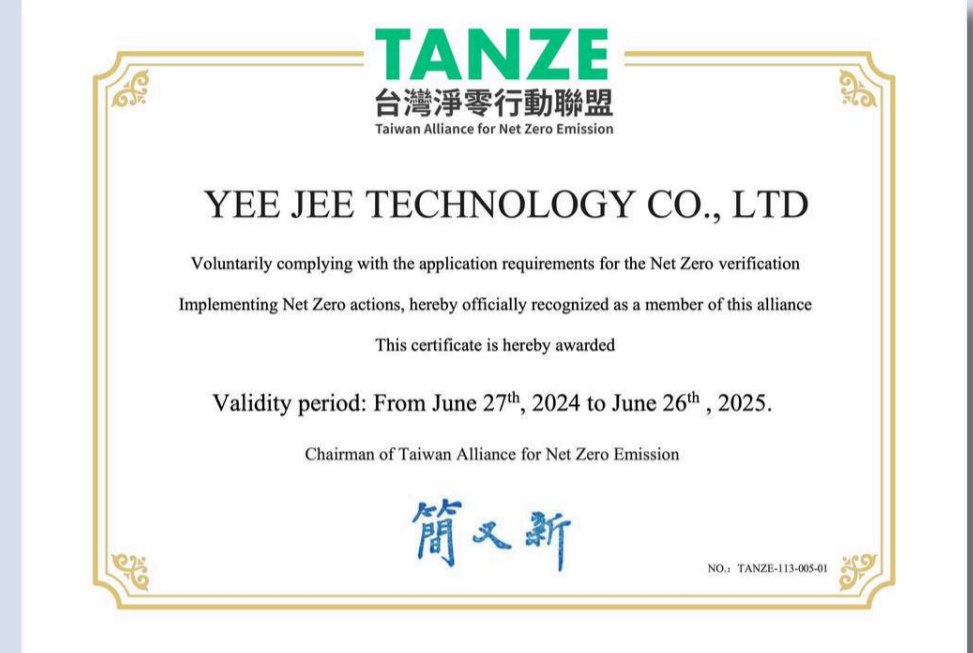 TANZE
台灣淨零行動聯盟
Taiwan Alliance for Net Zero Emission
YEE JEE TECHNOLOGY CO., LTD
Voluntarily complying with the application requirements for the Net Zero verification
Implementing Net Zero actions, hereby officially recognized as a member of this alliance
This certificate is hereby awarded
Validity period: From June 27th, 2024 to June 26th , 2025.
Chairman of Taiwan Alliance for Net Zero Emission
簡又新
NO.: TANZE-113-005-01